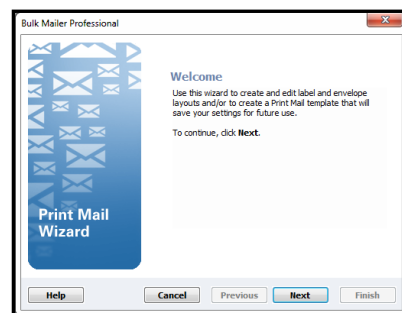 Bulk Mailer Professional
Welcome
Use this wizard to create and edit label and envelope
layouts and/or to create a Print Mail template that will
save your settings for future use.
To continue, click Next.
Print Mail
Wizard
Help
Cancel
Previous
Next
Finish